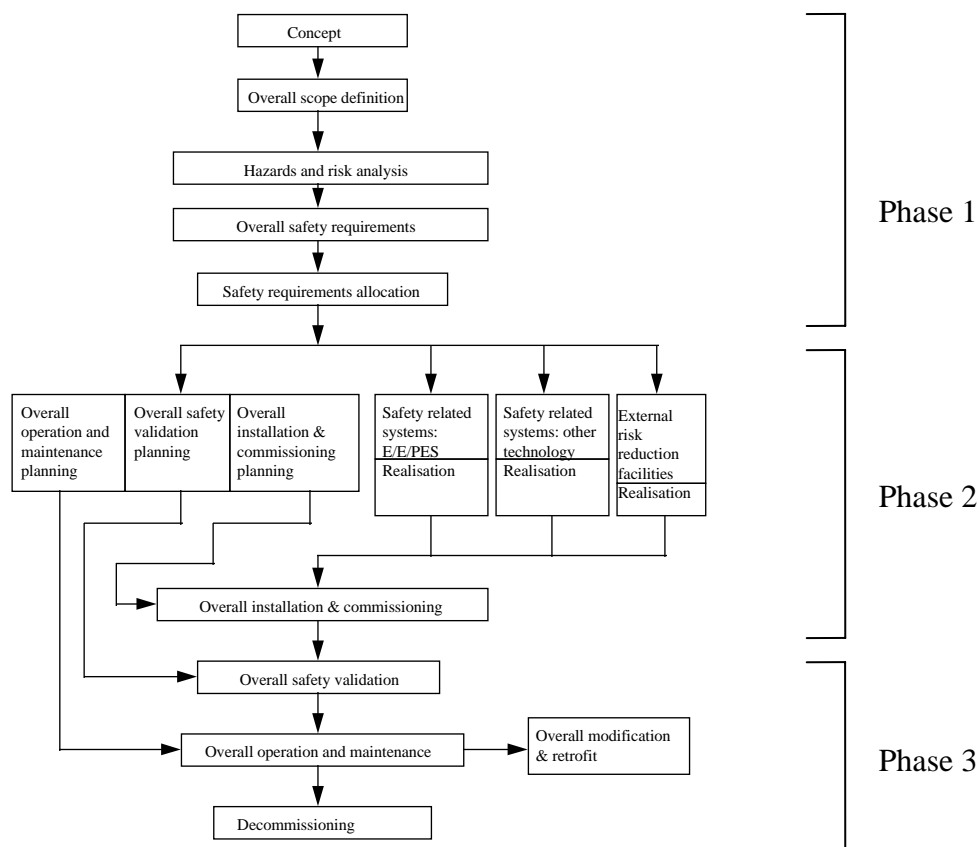 Concept
Overall scope definition
Hazards and risk analysis
Overall safety requirements
Safety requirements allocation
Phase 1
Overall
operation and
maintenance
planning
Overall safety
validation
planning
Overall
installation &
commissioning
planning
Safety related
systems:
E/E/PES
Realisation
Safety related
systems: other
technology
Realisation
External
risk
reduction
facilities
Realisation
Phase 2
Overall installation & commissioning
Overall safety validation
Overall operation and maintenance
Overall modification
& retrofit
Decommissioning
Phase 3